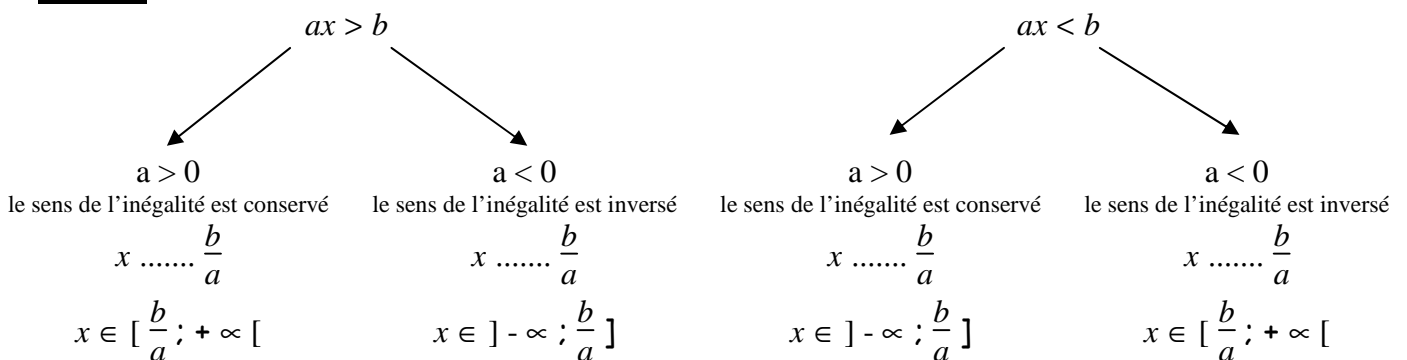 ax > b ax < b
a > 0 a < 0 a > 0 a < 0
le sens de l’inégalité est conservé le sens de l’inégalité est inversé le sens de l’inégalité est conservé le sens de l’inégalité est inversé
x ....... b/a x ....... b/a x ....... b/a x ....... b/a
x ∈ [ b/a ; + ∝ [ x ∈ ] - ∝ ; b/a ] x ∈ ] - ∝ ; b/a ] x ∈ [ b/a ; + ∝ [